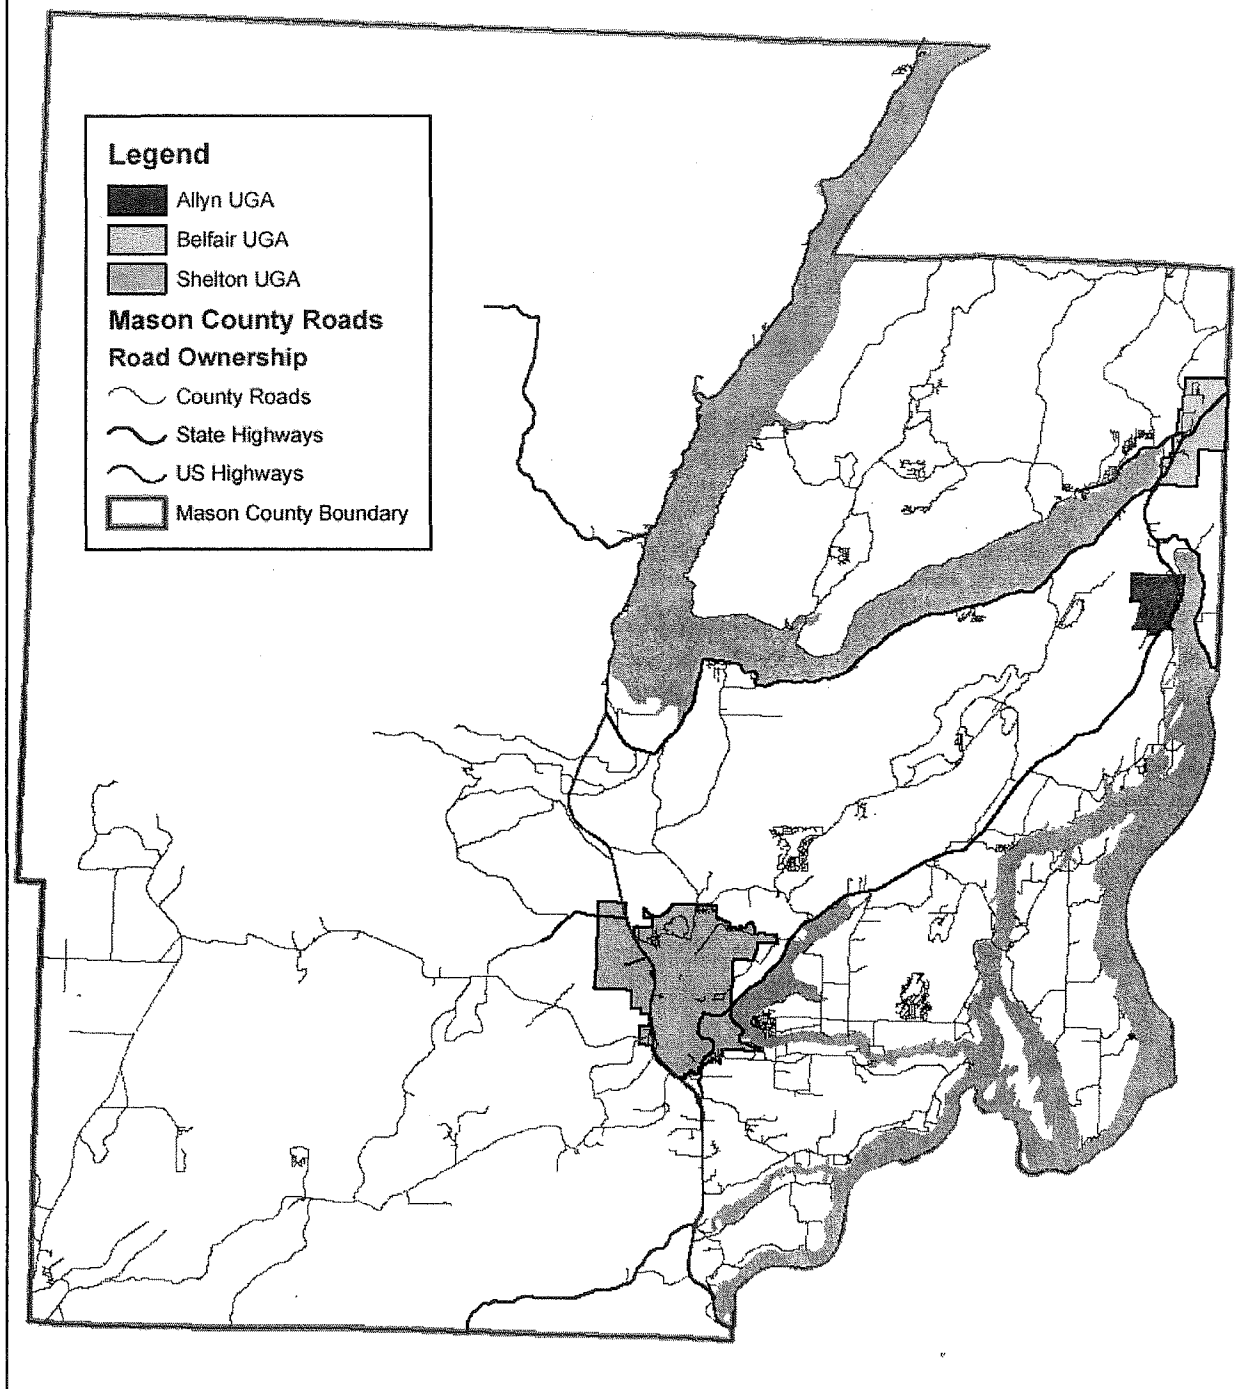 Legend
Allyn UGA
Belfair UGA
Shelton UGA
Mason County Roads
Road Ownership
County Roads
State Highways
US Highways
Mason County Boundary